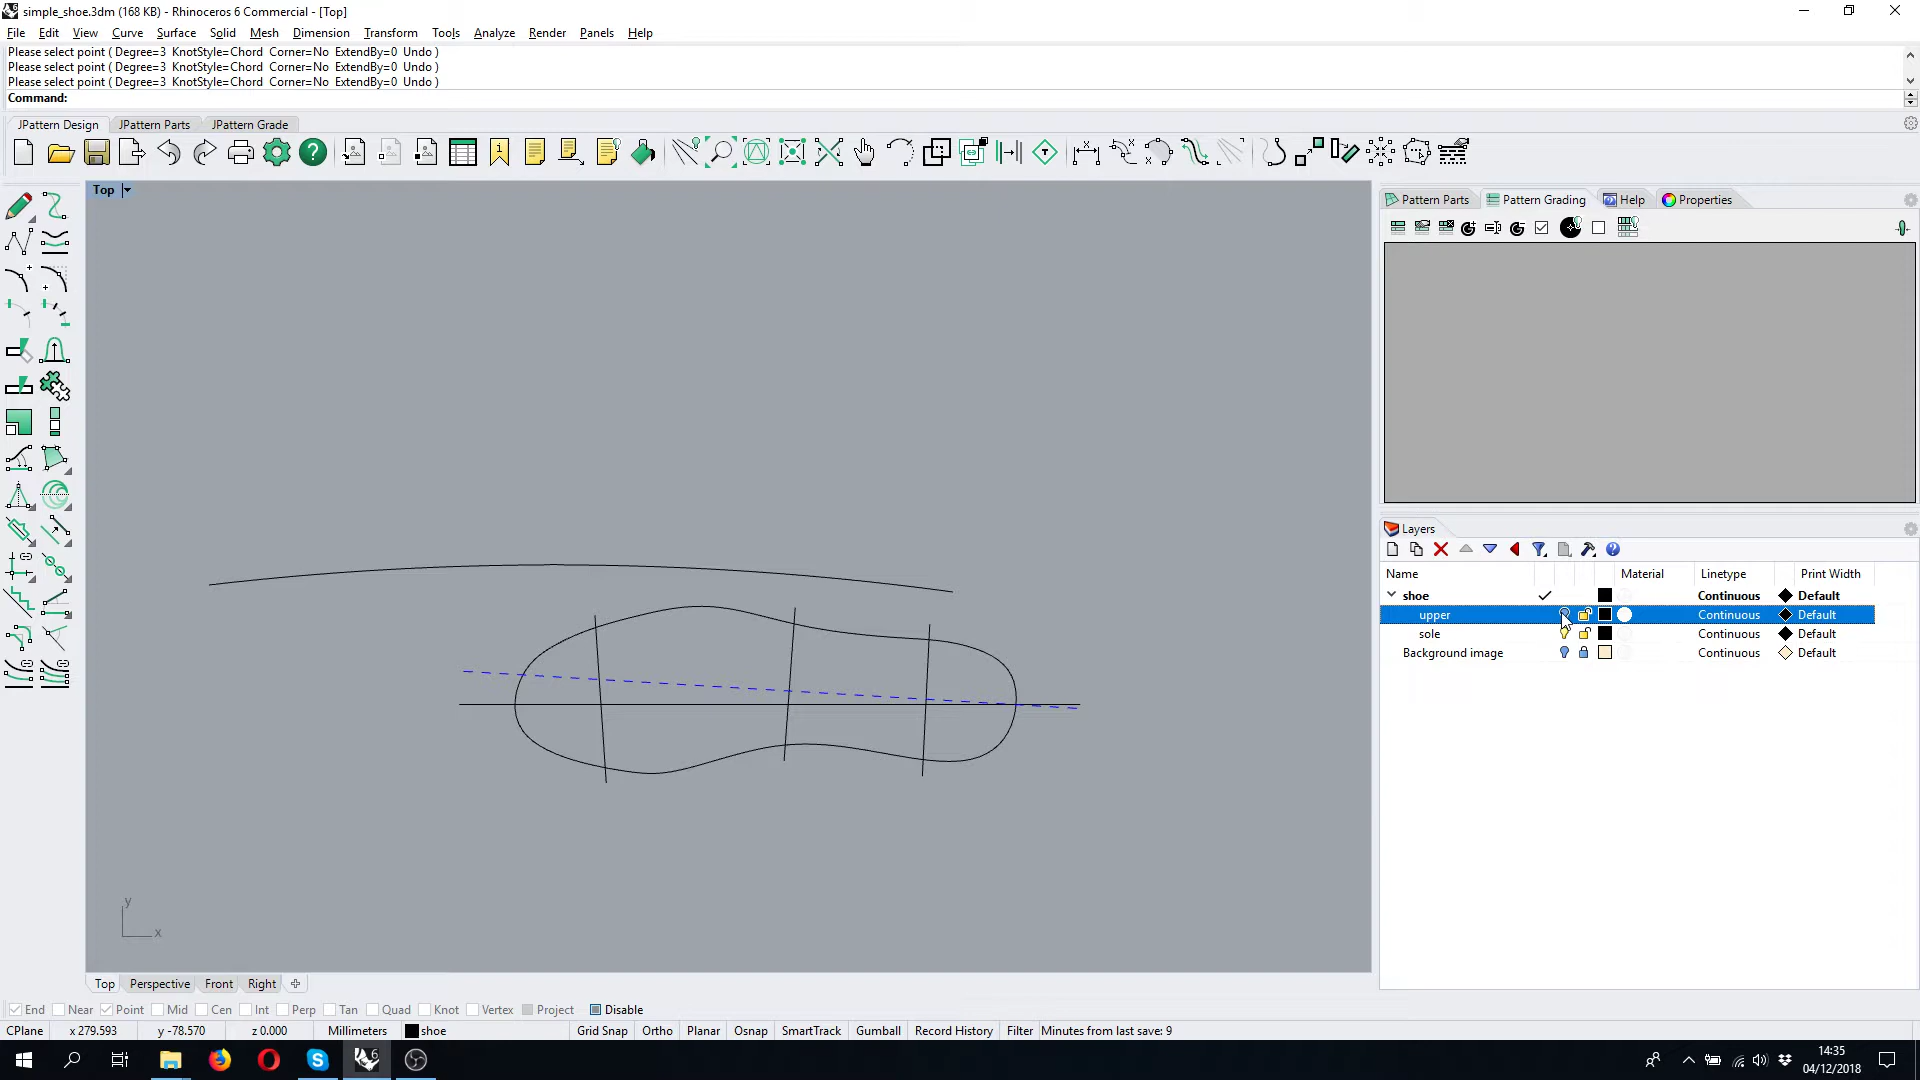 simple_shoe.3dm (168 KB) - Rhinoceros 6 Commercial - [Top]
File Edit View Curve Surface Solid Mesh Dimension Transform Tools Analyze Render Panels Help
Please select point ( Degree=3 KnotStyle=Chord Corner=No ExtendBy=0 Undo )
Please select point ( Degree=3 KnotStyle=Chord Corner=No ExtendBy=0 Undo )
Please select point ( Degree=3 KnotStyle=Chord Corner=No ExtendBy=0 Undo )
Command:
JPattern Design JPattern Parts JPattern Grade
Top
Pattern Parts Pattern Grading Help Properties
Layers
Name Material Linetype Print Width
shoe Continuous Default
upper Continuous Default
sole Continuous Default
Background image Continuous Default
y
x
Top Perspective Front Right
End Near Point Mid Cen Int Perp Tan Quad Knot Vertex Project Disable
CPlane x 279.593 y -78.570 z 0.000 Millimeters shoe Grid Snap Ortho Planar Osnap SmartTrack Gumball Record History Filter Minutes from last save: 9
14:35
04/12/2018